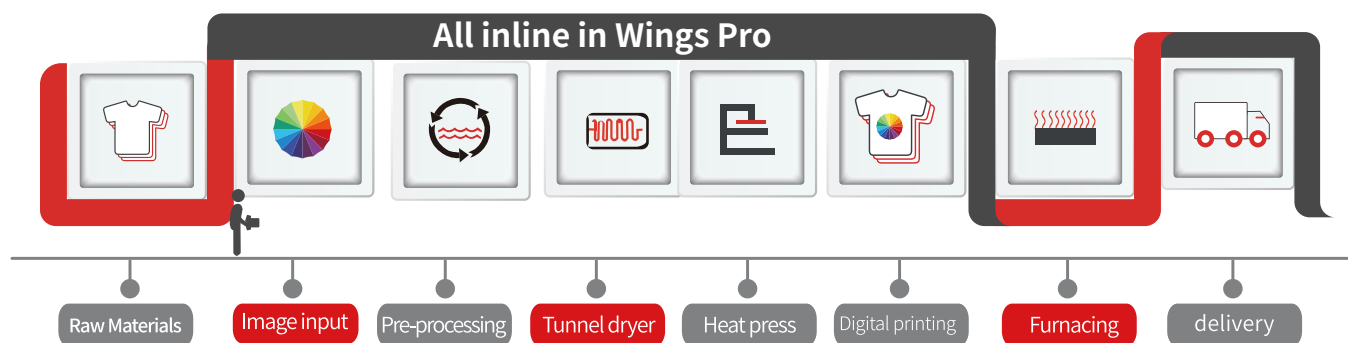 All inline in Wings Pro
Raw Materials
Image input
Pre-processing
Tunnel dryer
Heat press
Digital printing
Furnacing
delivery